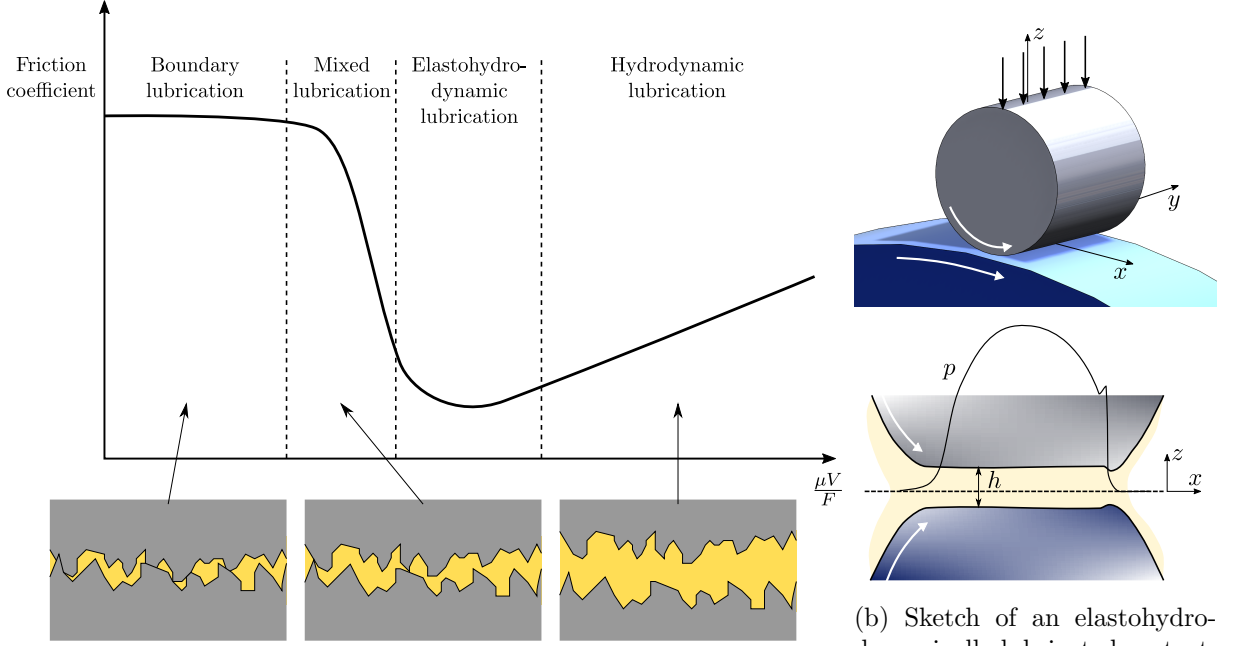 Friction
coefficient
Boundary
lubrication
Mixed
lubrication
Elastohydro-
dynamic
lubrication
Hydrodynamic
lubrication
μV
F
z
y
x
p
h
z
x
(b) Sketch of an elastohydro-